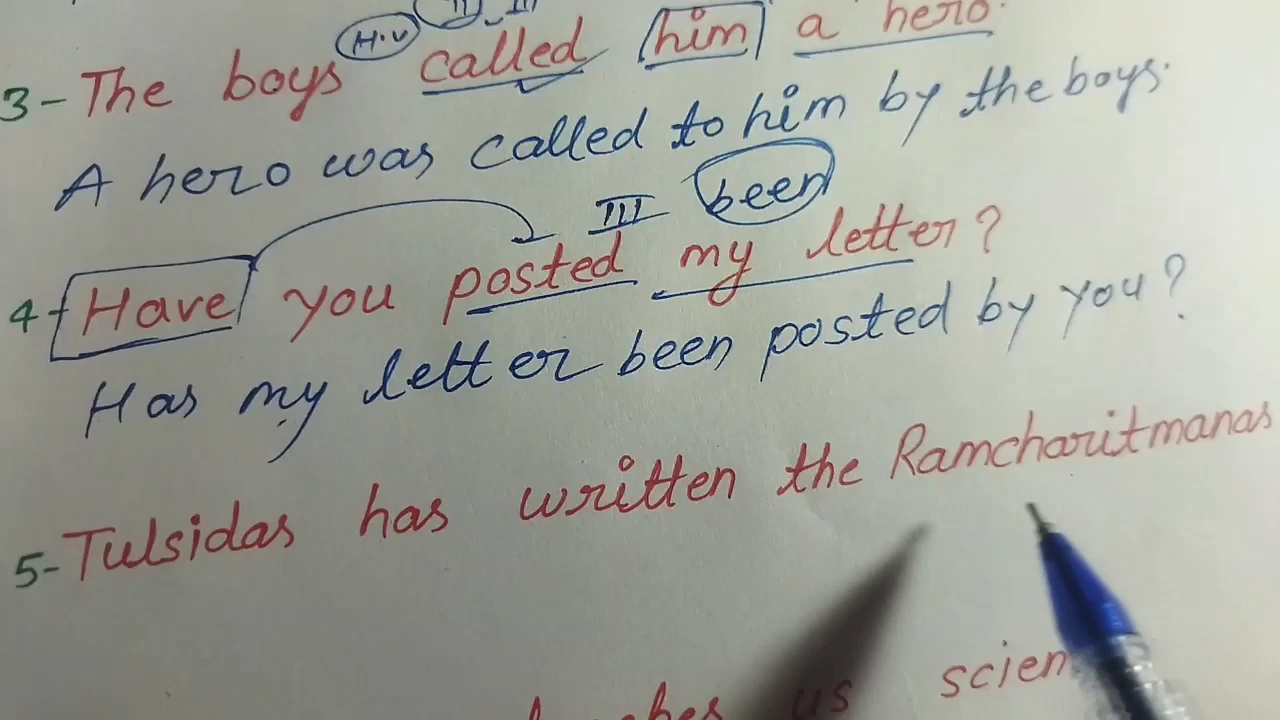 H.V
3- The boys called him a hero.
A hero was called to him by the boys.
III been
4- Have you posted my letter?
Has my letter been posted by you?
5- Tulsidas has written the Ramcharitmanas
us